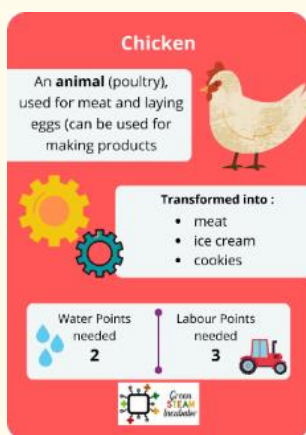 Chicken
An animal (poultry),
used for meat and laying
eggs (can be used for
making products
Transformed into :
• meat
• ice cream
• cookies
Water Points
needed
2
Labour Points
needed
3
Green
STEAM
Incubator